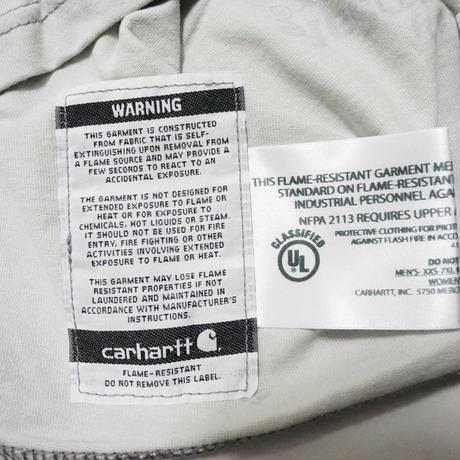 WARNING
THIS GARMENT IS CONSTRUCTED
FROM FABRIC THAT IS SELF-
EXTINGUISHING UPON REMOVAL FROM
A FLAME SOURCE AND MAY PROVIDE A
FEW SECONDS TO REACT TO AN
ACCIDENTAL EXPOSURE.
THE GARMENT IS NOT DESIGNED FOR
EXTENDED EXPOSURE TO FLAME OR
HEAT OR FOR EXPOSURE TO
CHEMICALS, HOT LIQUIDS OR STEAM.
IT SHOULD NOT BE USED FOR FIRE
ENTRY, FIRE FIGHTING OR OTHER
ACTIVITIES INVOLVING EXTENDED
EXPOSURE TO FLAME OR HEAT.
THIS GARMENT MAY LOSE FLAME
RESISTANT PROPERTIES IF NOT
LAUNDERED AND MAINTAINED IN
ACCORDANCE WITH MANUFACTURER'S
INSTRUCTIONS.
carhartt
FLAME-RESISTANT
DO NOT REMOVE THIS LABEL.
THIS FLAME-RESISTANT GARMENT ME
STANDARD ON FLAME-RESISTAN
INDUSTRIAL PERSONNEL AGA
NFPA 2113 REQUIRES UPPER
PROTECTIVE CLOTHING FOR PROT
AGAINST FLASH FIRE IN ACCO
CLASSIFIED
UL
DO NOT
MEN'S- XXS-7XL
WOMEN
CARHARTT, INC. 5750 MERC